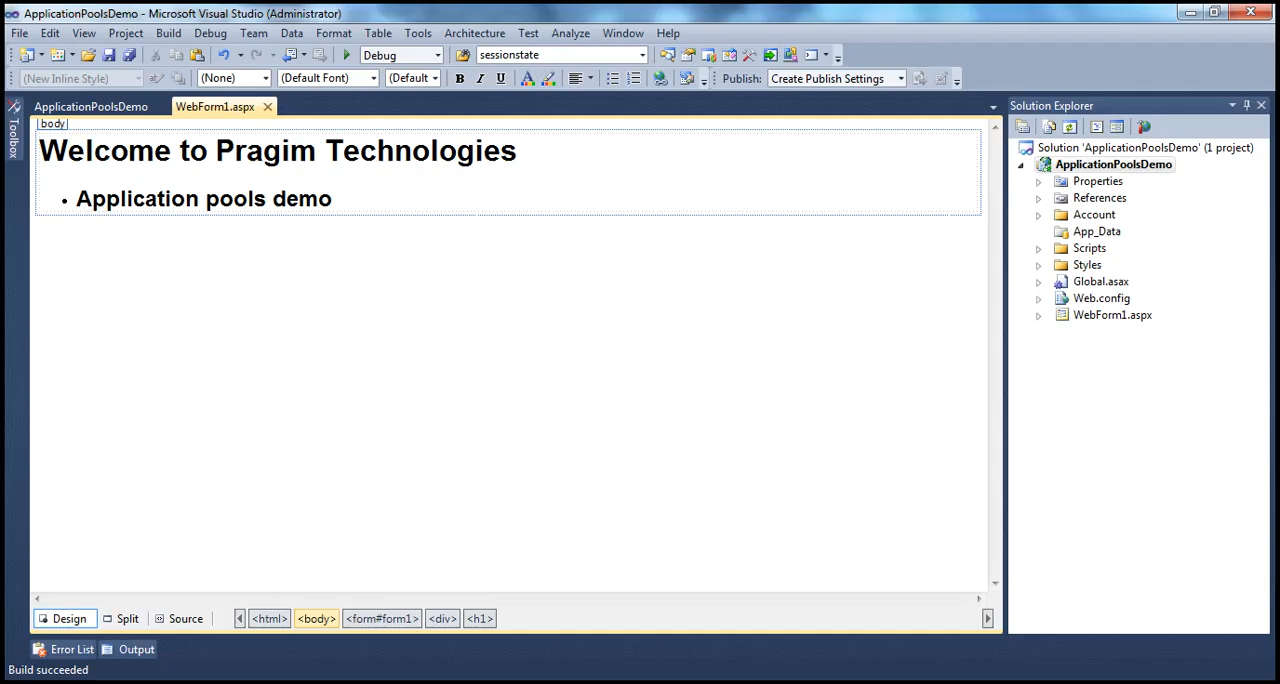 ApplicationPoolsDemo - Microsoft Visual Studio (Administrator)
File Edit View Project Build Debug Team Data Format Table Tools Architecture Test Analyze Window Help
Debug sessionstate
(New Inline Style) (None) (Default Font) (Default B I U A Publish: Create Publish Settings
Toolbox
ApplicationPoolsDemo WebForm1.aspx
body
Welcome to Pragim Technologies
• Application pools demo
Design Split Source <html> <body> <form#form1> <div> <h1>
Solution Explorer
Solution 'ApplicationPoolsDemo' (1 project)
ApplicationPoolsDemo
Properties
References
Account
App_Data
Scripts
Styles
Global.asax
Web.config
WebForm1.aspx
Error List Output
Build succeeded